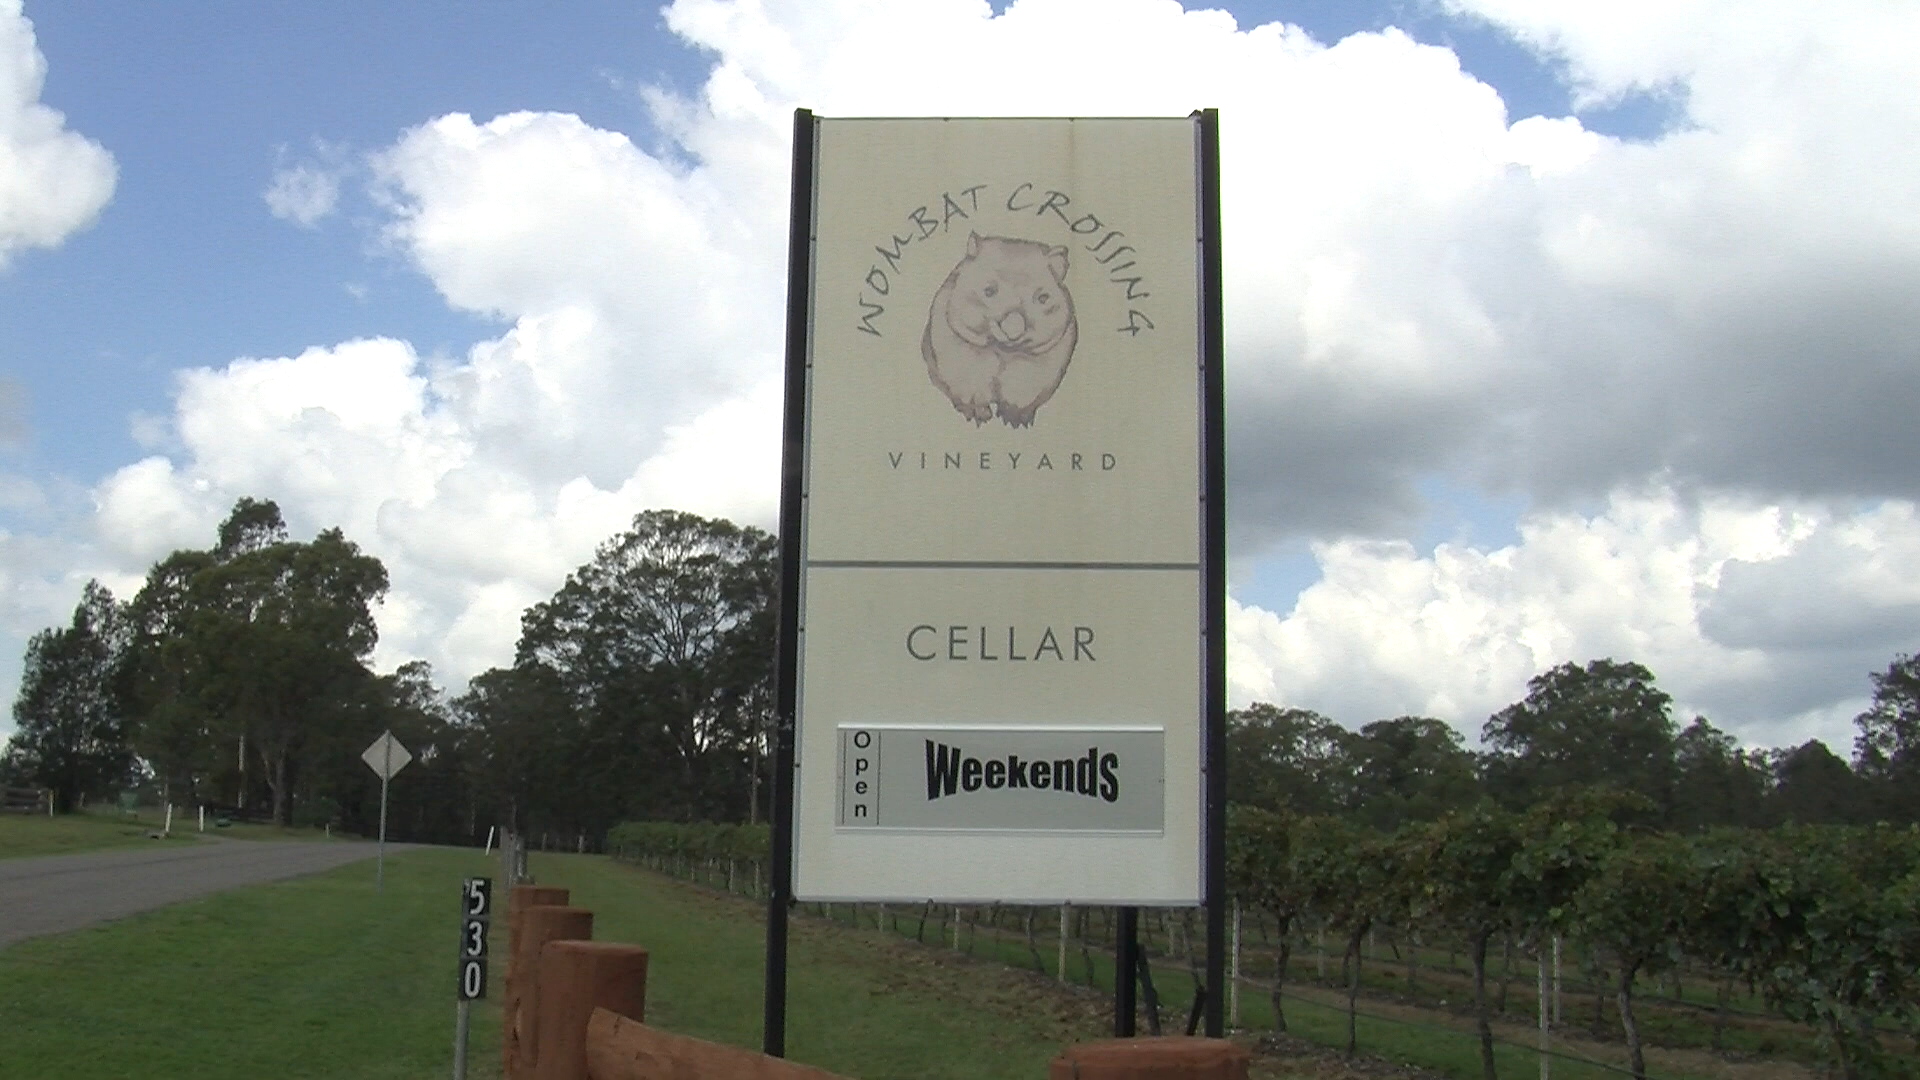 WOMBAT CROSSING
VINEYARD
CELLAR
Open
Weekends
530